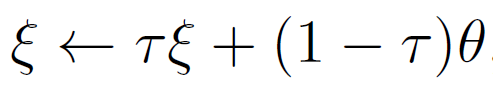 ξ ← τξ + (1 − τ)θ.